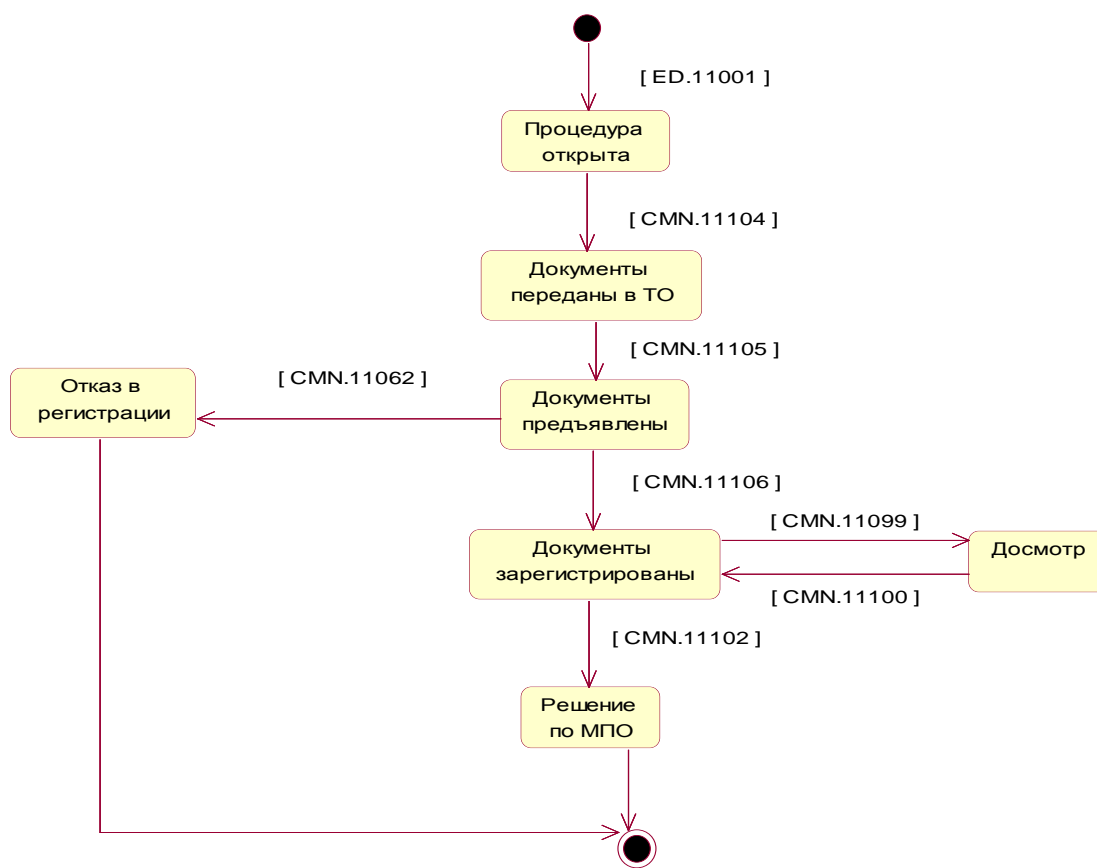 [ ED.11001 ]
Процедура
открыта
[ CMN.11104 ]
Документы
переданы в ТО
[ CMN.11105 ]
Отказ в
регистрации
[ CMN.11062 ]
Документы
предъявлены
[ CMN.11106 ]
[ CMN.11099 ]
Документы
зарегистрированы
Досмотр
[ CMN.11100 ]
[ CMN.11102 ]
Решение
по МПО